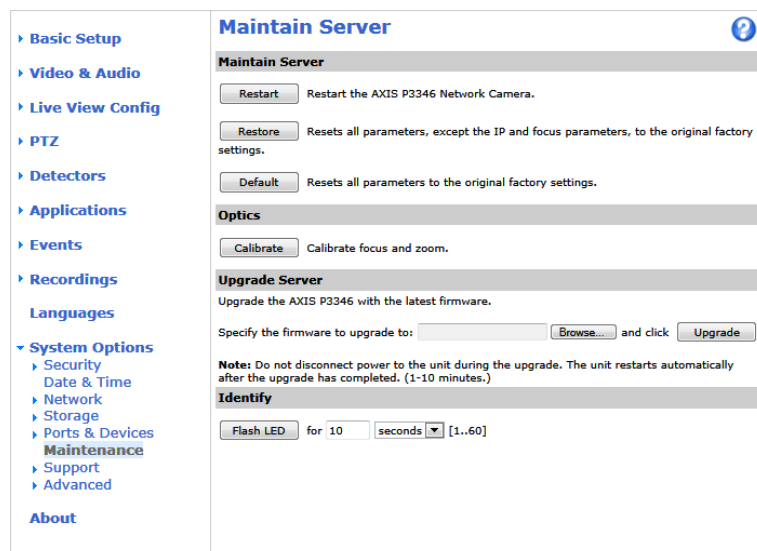 Basic Setup
Video & Audio
Live View Config
PTZ
Detectors
Applications
Events
Recordings
Languages
System Options
Security
Date & Time
Network
Storage
Ports & Devices
Maintenance
Support
Advanced
About
Maintain Server
?
Maintain Server
Restart Restart the AXIS P3346 Network Camera.
Restore Resets all parameters, except the IP and focus parameters, to the original factory
settings.
Default Resets all parameters to the original factory settings.
Optics
Calibrate Calibrate focus and zoom.
Upgrade Server
Upgrade the AXIS P3346 with the latest firmware.
Specify the firmware to upgrade to: Browse... and click Upgrade
Note: Do not disconnect power to the unit during the upgrade. The unit restarts automatically
after the upgrade has completed. (1-10 minutes.)
Identify
Flash LED for 10 seconds [1..60]